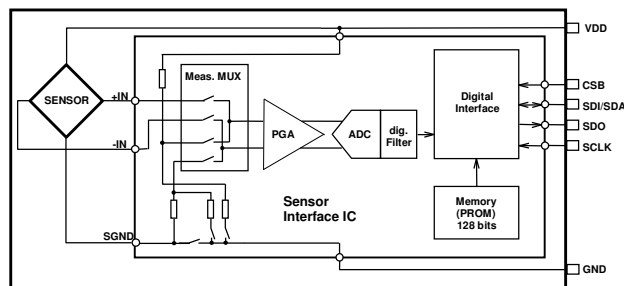 VDD
Meas. MUX
SENSOR
+IN
-IN
PGA
ADC
dig.
Filter
Digital
Interface
CSB
SDI/SDA
SDO
SCLK
Sensor
Interface IC
Memory
(PROM)
128 bits
SGND
GND